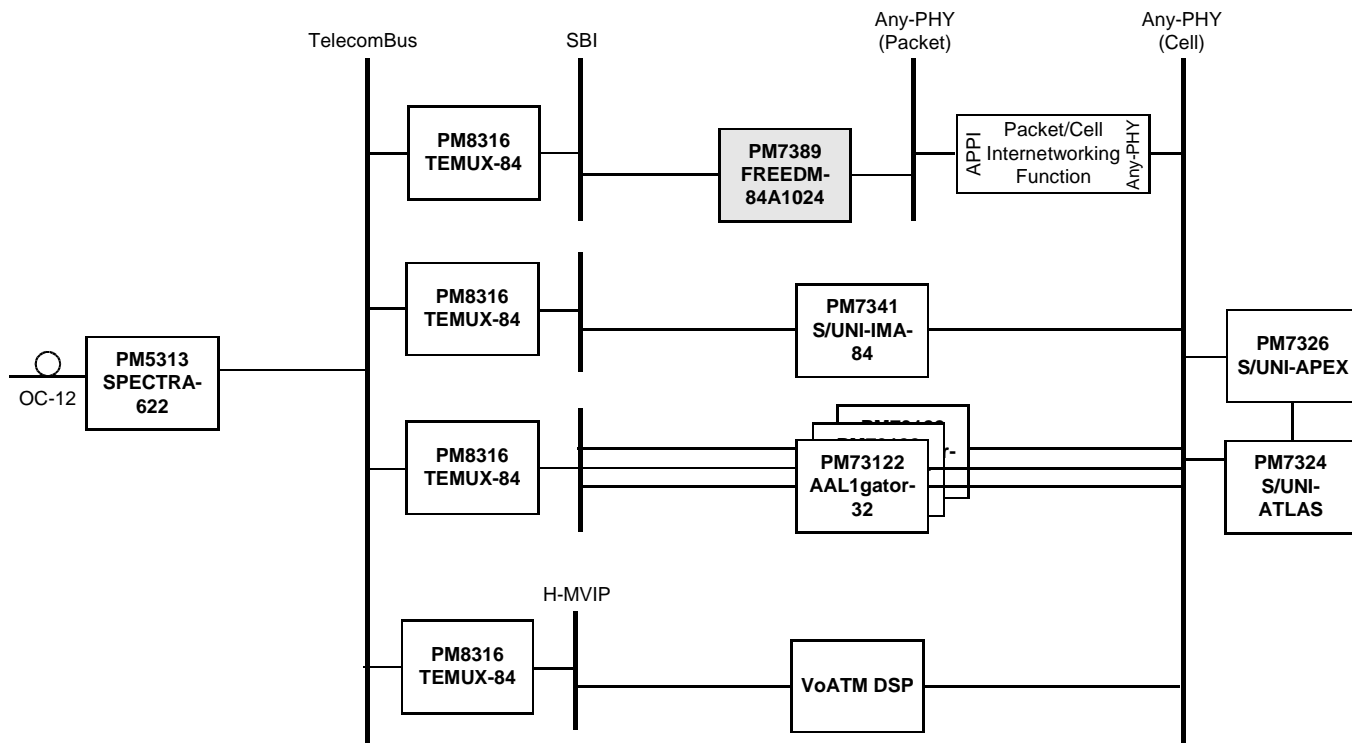 TelecomBus
SBI
Any-PHY
(Packet)
Any-PHY
(Cell)
PM8316
TEMUX-84
PM7389
FREEDM-
84A1024
APPI
Packet/Cell
Internetworking
Function
Any-PHY
PM8316
TEMUX-84
PM7341
S/UNI-IMA-
84
PM7326
S/UNI-APEX
PM5313
SPECTRA-
622
OC-12
PM8316
TEMUX-84
PM73122
AAL1gator-
32
PM7324
S/UNI-
ATLAS
H-MVIP
PM8316
TEMUX-84
VoATM DSP